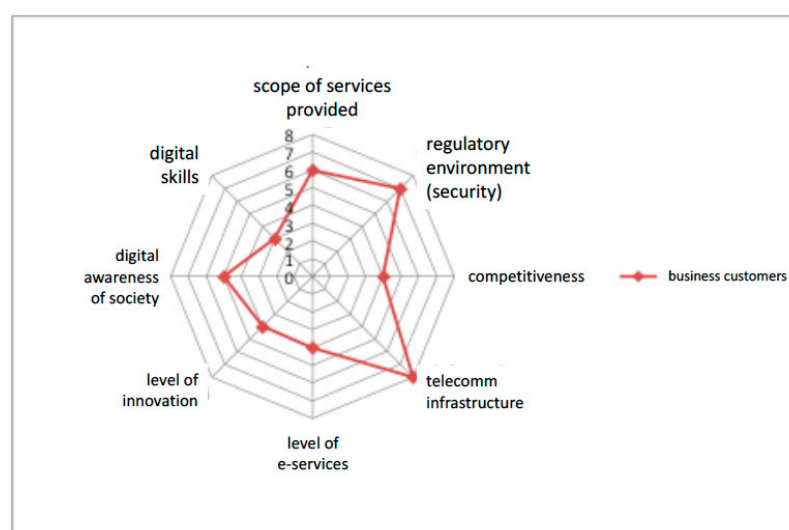 scope of services
provided
8
7
6
5
4
3
2
1
0
regulatory
environment
(security)
competitiveness
business customers
telecomm
infrastructure
level of
e-services
level of
innovation
digital
awareness
of society
digital
skills